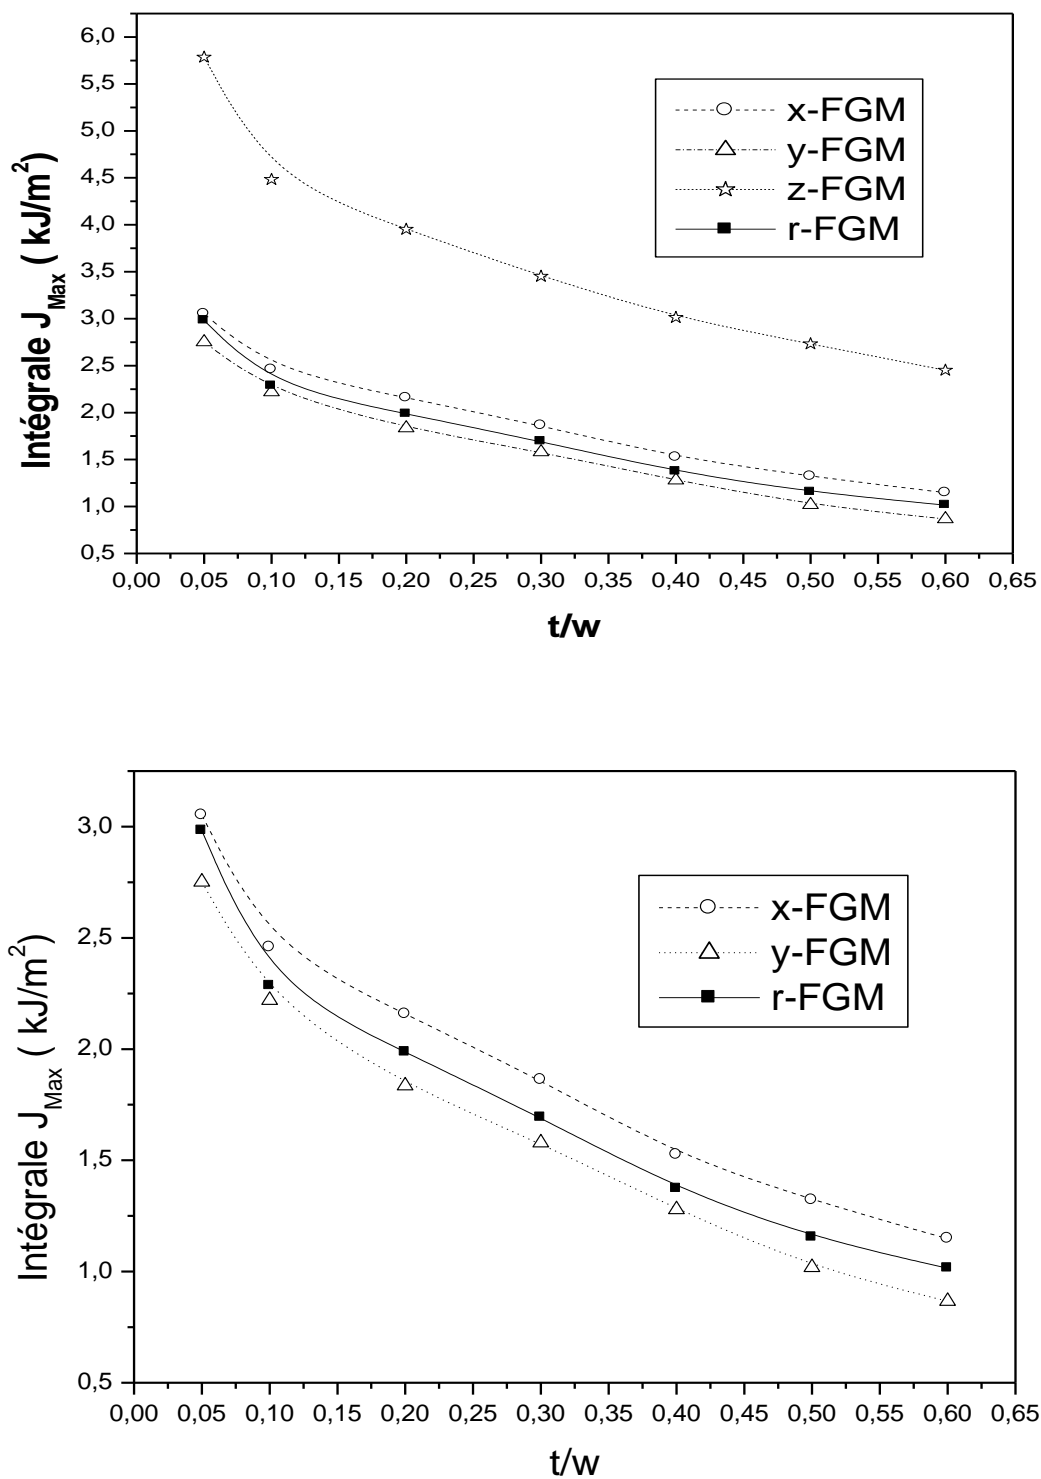 6,0
5,5
5,0
4,5
4,0
3,5
3,0
2,5
2,0
1,5
1,0
0,5
Intégrale J_Max ( kJ/m²)
x-FGM
y-FGM
z-FGM
r-FGM
0,00 0,05 0,10 0,15 0,20 0,25 0,30 0,35 0,40 0,45 0,50 0,55 0,60 0,65
t/w
3,0
2,5
2,0
1,5
1,0
0,5
Intégrale J_Max ( kJ/m²)
x-FGM
y-FGM
r-FGM
0,00 0,05 0,10 0,15 0,20 0,25 0,30 0,35 0,40 0,45 0,50 0,55 0,60 0,65
t/w